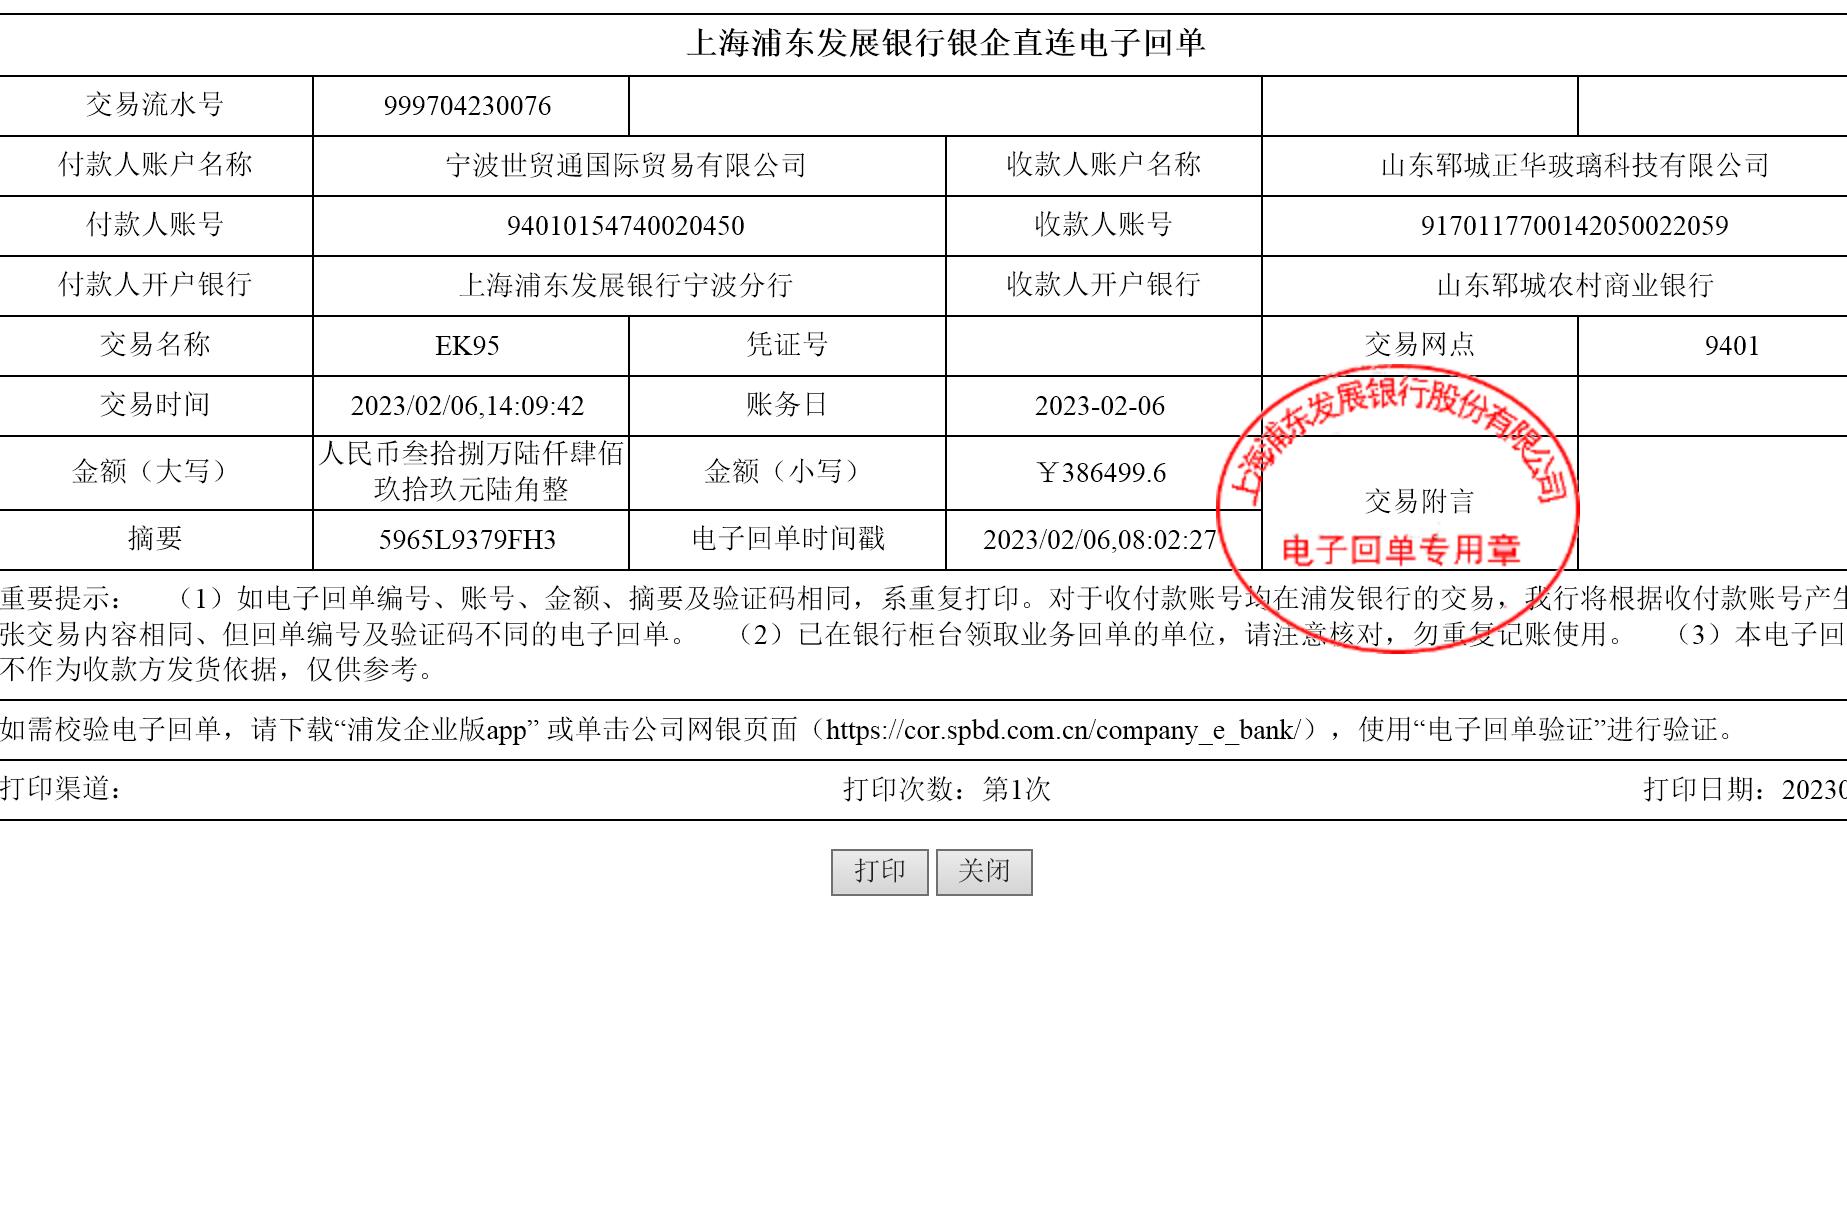 上海浦东发展银行银企直连电子回单
交易流水号 999704230076
付款人账户名称 宁波世贸通国际贸易有限公司 收款人账户名称 山东郓城正华玻璃科技有限公司
付款人账号 94010154740020450 收款人账号 9170117700142050022059
付款人开户银行 上海浦东发展银行宁波分行 收款人开户银行 山东郓城农村商业银行
交易名称 EK95 凭证号 交易网点 9401
交易时间 2023/02/06,14:09:42 账务日 2023-02-06
金额（大写） 人民币叁拾捌万陆仟肆佰
玖拾玖元陆角整 金额（小写） ￥386499.6
交易附言
摘要 5965L9379FH3 电子回单时间戳 2023/02/06,08:02:27
上海浦东发展银行股份有限公司
电子回单专用章
重要提示： （1）如电子回单编号、账号、金额、摘要及验证码相同，系重复打印。对于收付款账号均在浦发银行的交易，我行将根据收付款账号产生
张交易内容相同、但回单编号及验证码不同的电子回单。 （2）已在银行柜台领取业务回单的单位，请注意核对，勿重复记账使用。 （3）本电子回
不作为收款方发货依据，仅供参考。
如需校验电子回单，请下载“浦发企业版app” 或单击公司网银页面（https://cor.spbd.com.cn/company_e_bank/），使用“电子回单验证”进行验证。
打印渠道： 打印次数：第1次 打印日期：20230
打印 关闭